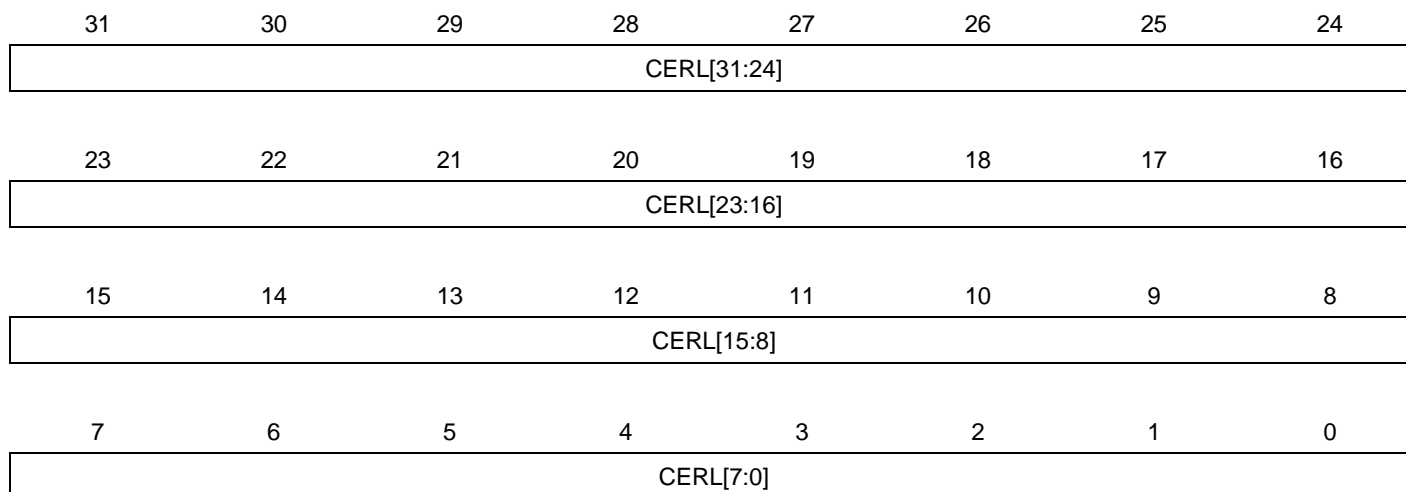 31 30 29 28 27 26 25 24
CERL[31:24]
23 22 21 20 19 18 17 16
CERL[23:16]
15 14 13 12 11 10 9 8
CERL[15:8]
7 6 5 4 3 2 1 0
CERL[7:0]